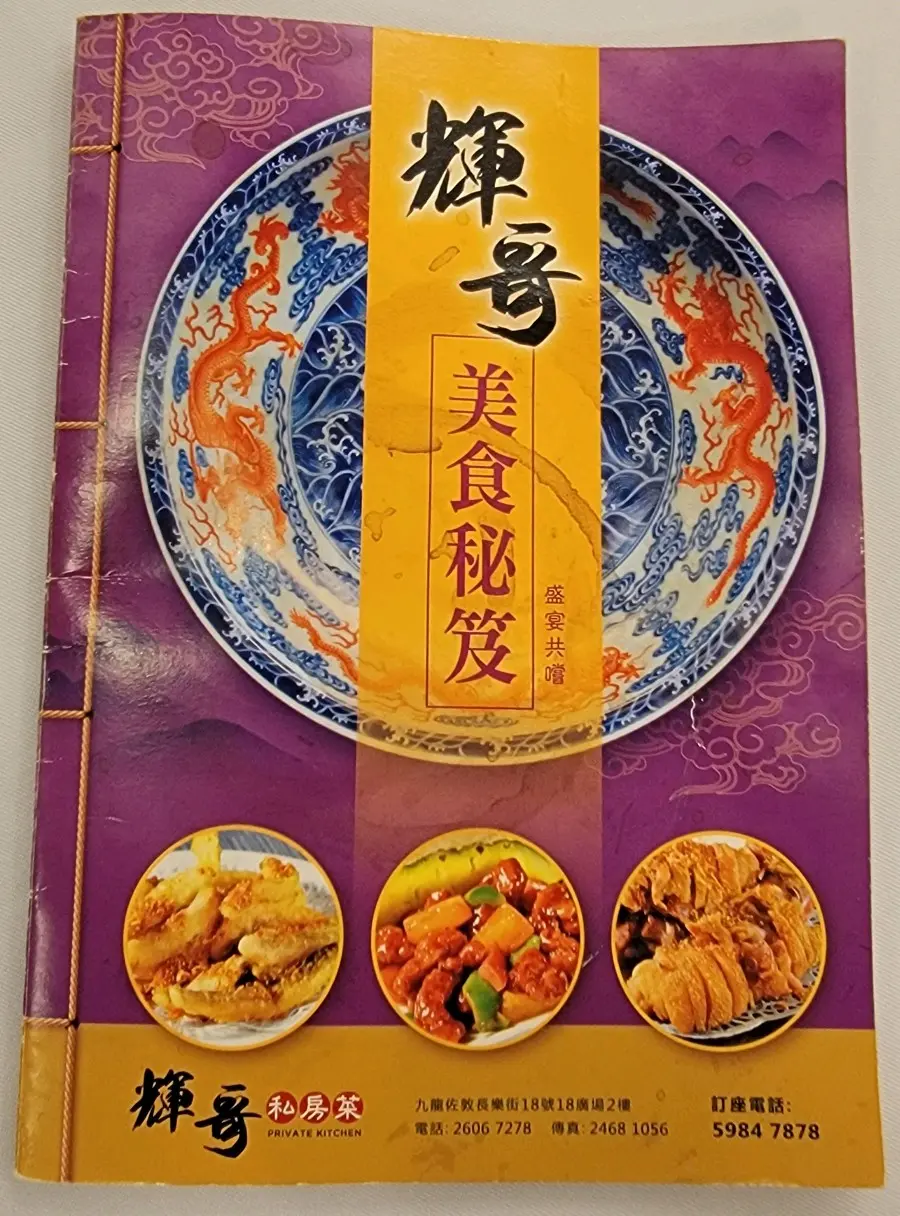 輝哥
美食秘笈
盛宴共嚐
輝哥 私房菜
PRIVATE KITCHEN
九龍佐敦長樂街18號18廣場2樓
電話: 2606 7278 傳真: 2468 1056
訂座電話:
5984 7878